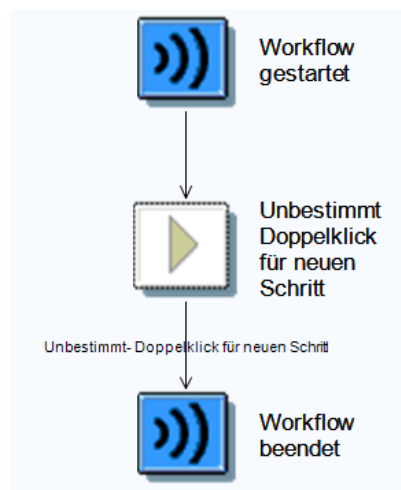 Workflow
gestartet
Unbestimmt
Doppelklick
für neuen
Schritt
Unbestimmt- Doppelklick für neuen Schritt
Workflow
beendet